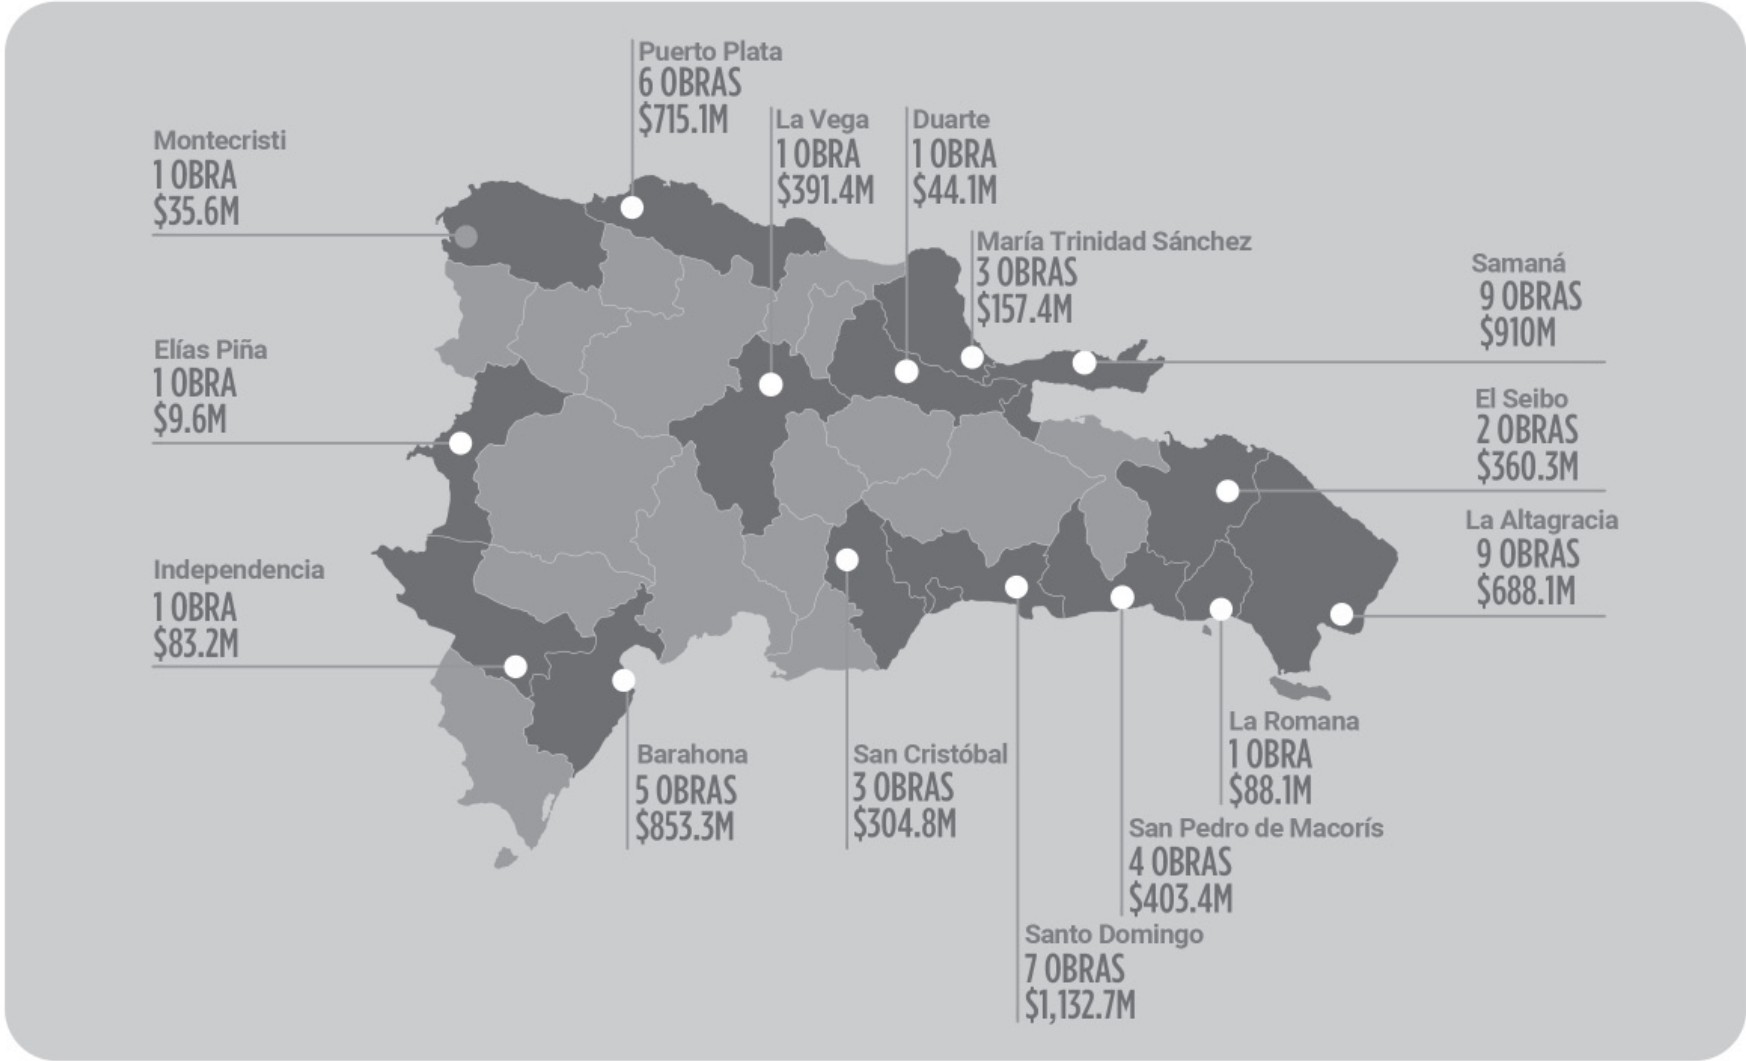 Puerto Plata
6 OBRAS
$715.1M
La Vega
1 OBRA
$391.4M
Duarte
1 OBRA
$44.1M
Montecristi
1 OBRA
$35.6M
María Trinidad Sánchez
3 OBRAS
$157.4M
Samaná
9 OBRAS
$910M
Elías Piña
1 OBRA
$9.6M
El Seibo
2 OBRAS
$360.3M
La Altagracia
9 OBRAS
$688.1M
Independencia
1 OBRA
$83.2M
Barahona
5 OBRAS
$853.3M
San Cristóbal
3 OBRAS
$304.8M
La Romana
1 OBRA
$88.1M
San Pedro de Macorís
4 OBRAS
$403.4M
Santo Domingo
7 OBRAS
$1,132.7M